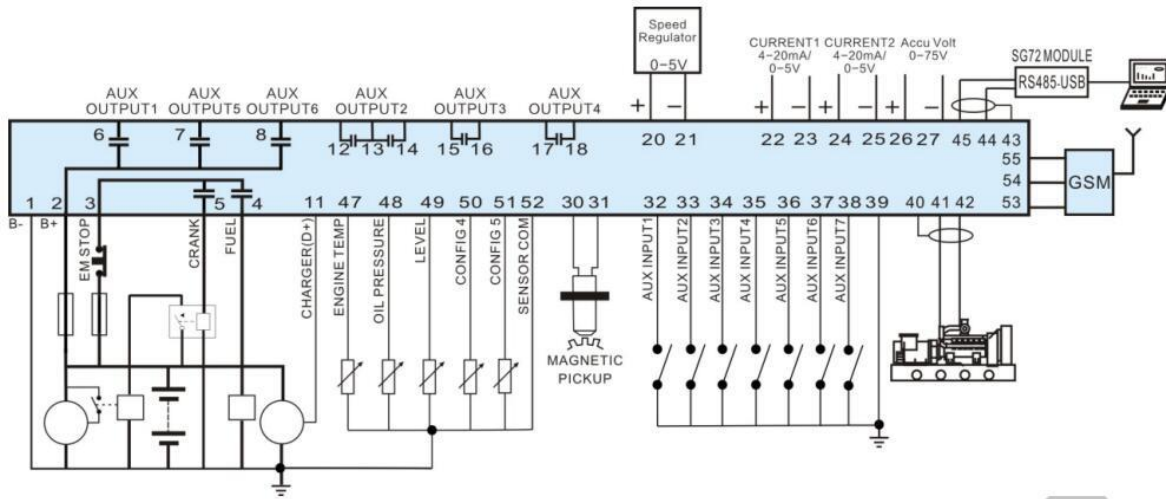 Speed
Regulator
0-5V
CURRENT1
4-20mA/
0-5V
CURRENT2
4-20mA/
0-5V
Accu Volt
0-75V
SG72 MODULE
RS485-USB
AUX
OUTPUT1
AUX
OUTPUT5
AUX
OUTPUT6
AUX
OUTPUT2
AUX
OUTPUT3
AUX
OUTPUT4
+ − + − + − + −
6 7 8 12 13 14 15 16 17 18 20 21 22 23 24 25 26 27 45 44 43
55
54
53
GSM
1 2 3 5 4 11 47 48 49 50 51 52 30 31 32 33 34 35 36 37 38 39 40 41 42
B-
B+
EM STOP
CRANK
FUEL
CHARGER(D+)
ENGINE TEMP
OIL PRESSURE
LEVEL
CONFIG 4
CONFIG 5
SENSOR COM
MAGNETIC
PICKUP
AUX INPUT1
AUX INPUT2
AUX INPUT3
AUX INPUT4
AUX INPUT5
AUX INPUT6
AUX INPUT7